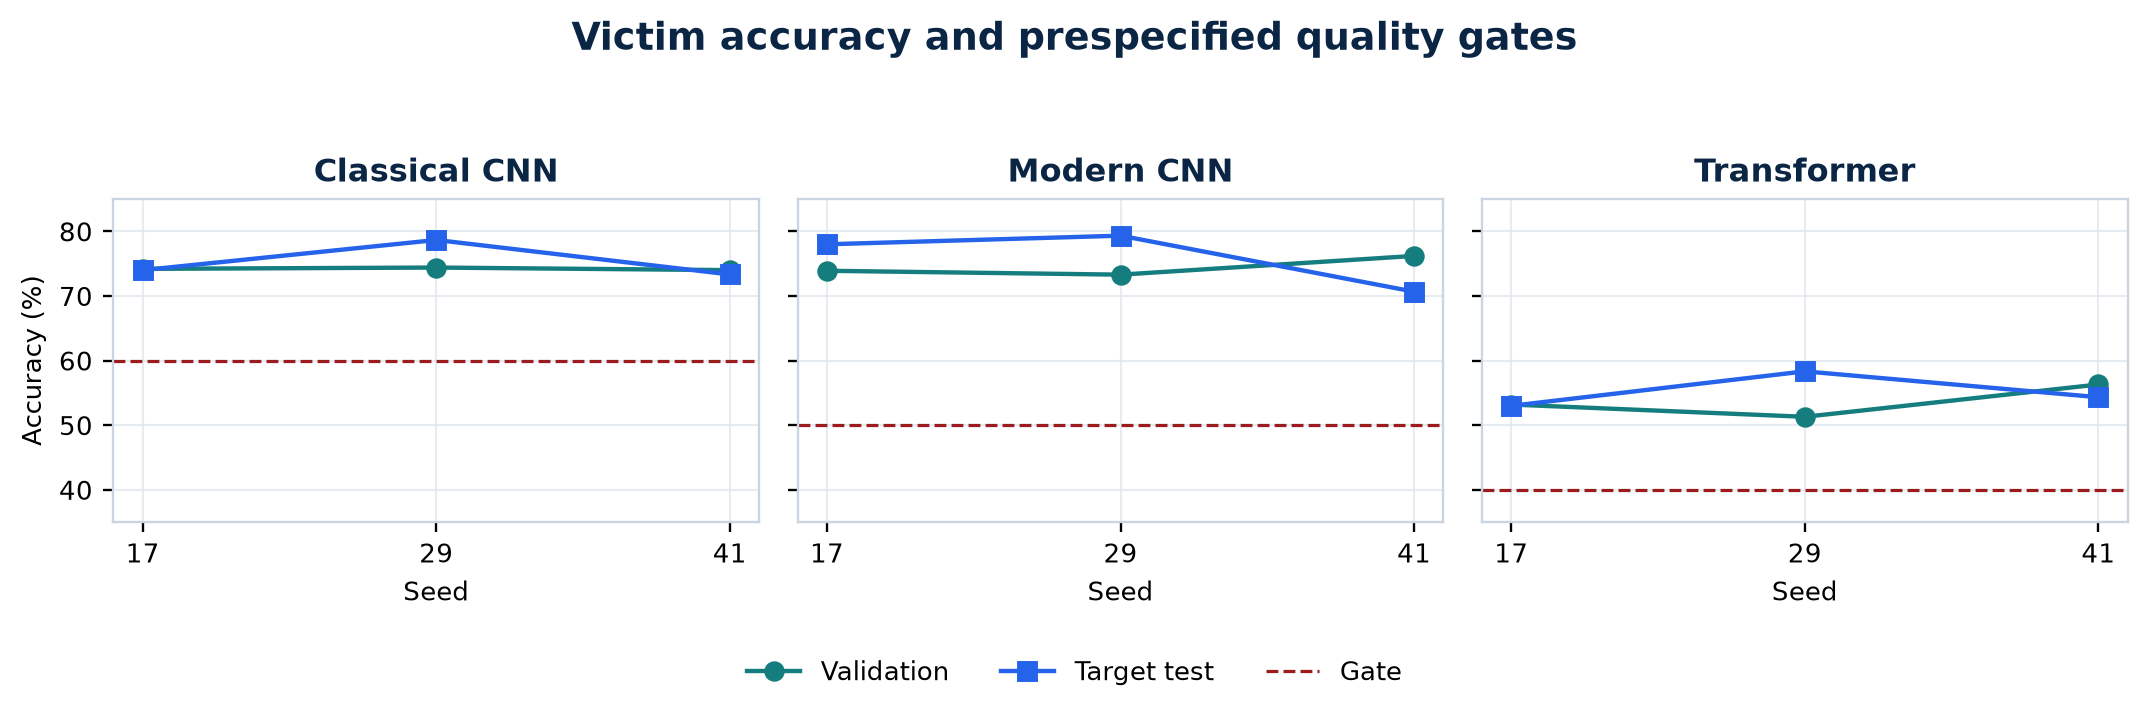 Victim accuracy and prespecified quality gates
Classical CNN
Modern CNN
Transformer
Accuracy (%)
80
70
60
50
40
17 29 41
17 29 41
17 29 41
Seed
Seed
Seed
Validation
Target test
Gate